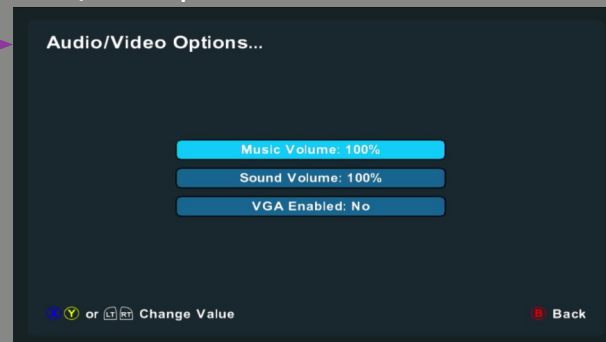 Audio/Video Options...
Music Volume: 100%
Sound Volume: 100%
VGA Enabled: No
X Y or LT RT Change Value
B Back